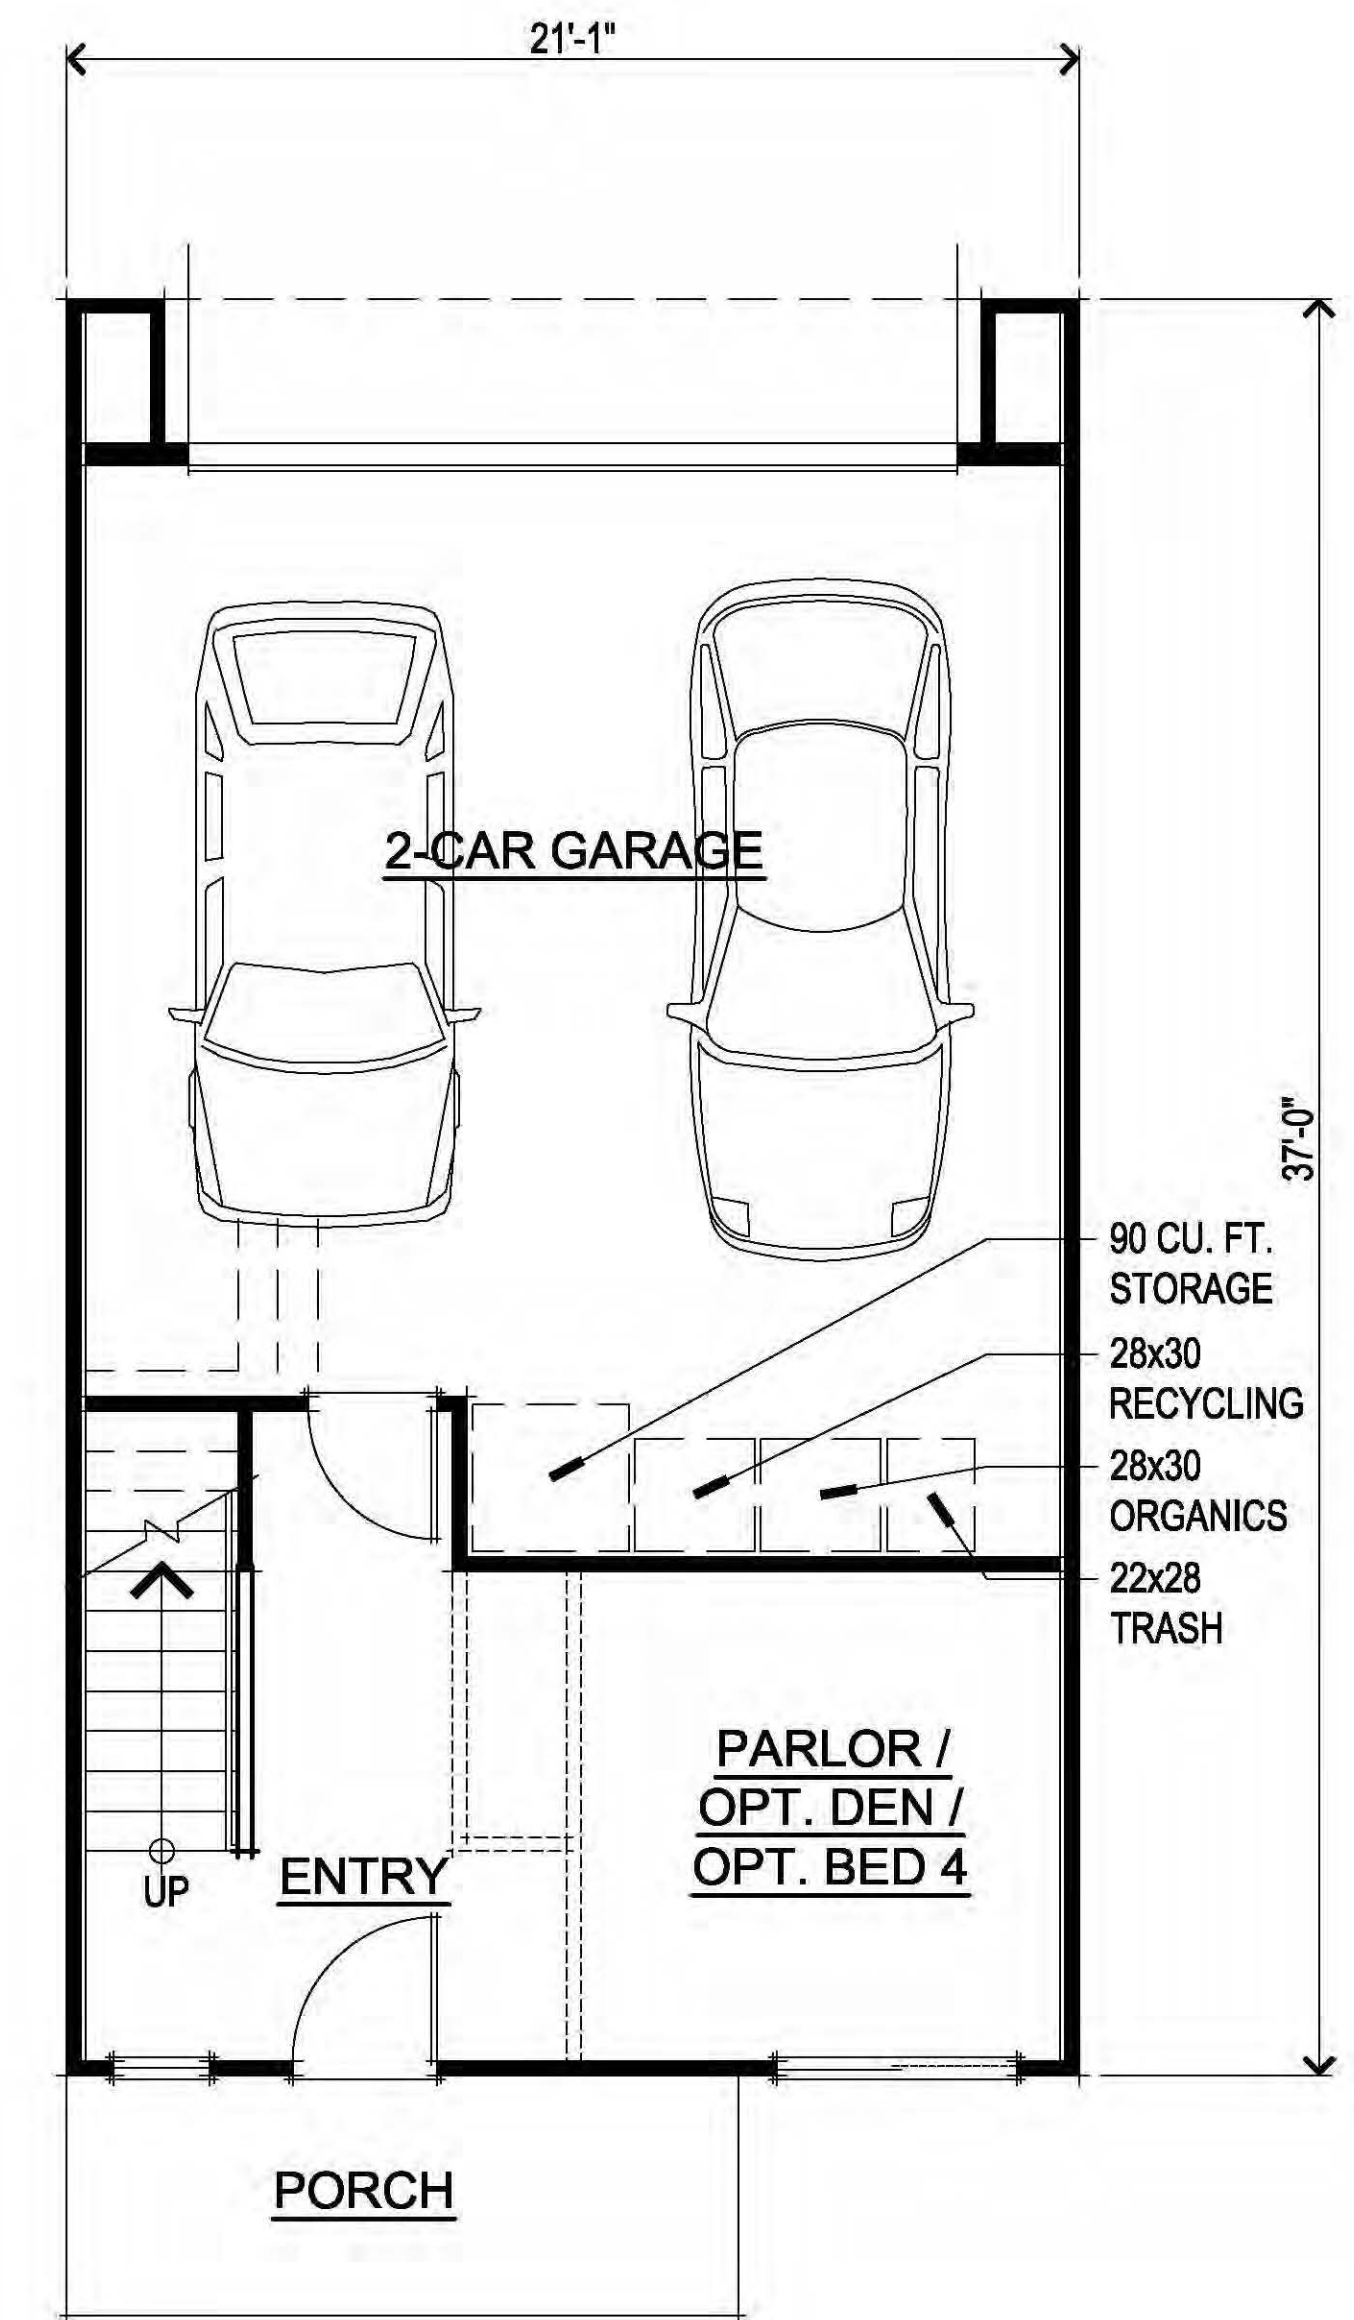 21'-1"
2-CAR GARAGE
37'-0"
90 CU. FT.
STORAGE
28x30
RECYCLING
28x30
ORGANICS
22x28
TRASH
PARLOR /
OPT. DEN /
OPT. BED 4
ENTRY
UP
PORCH